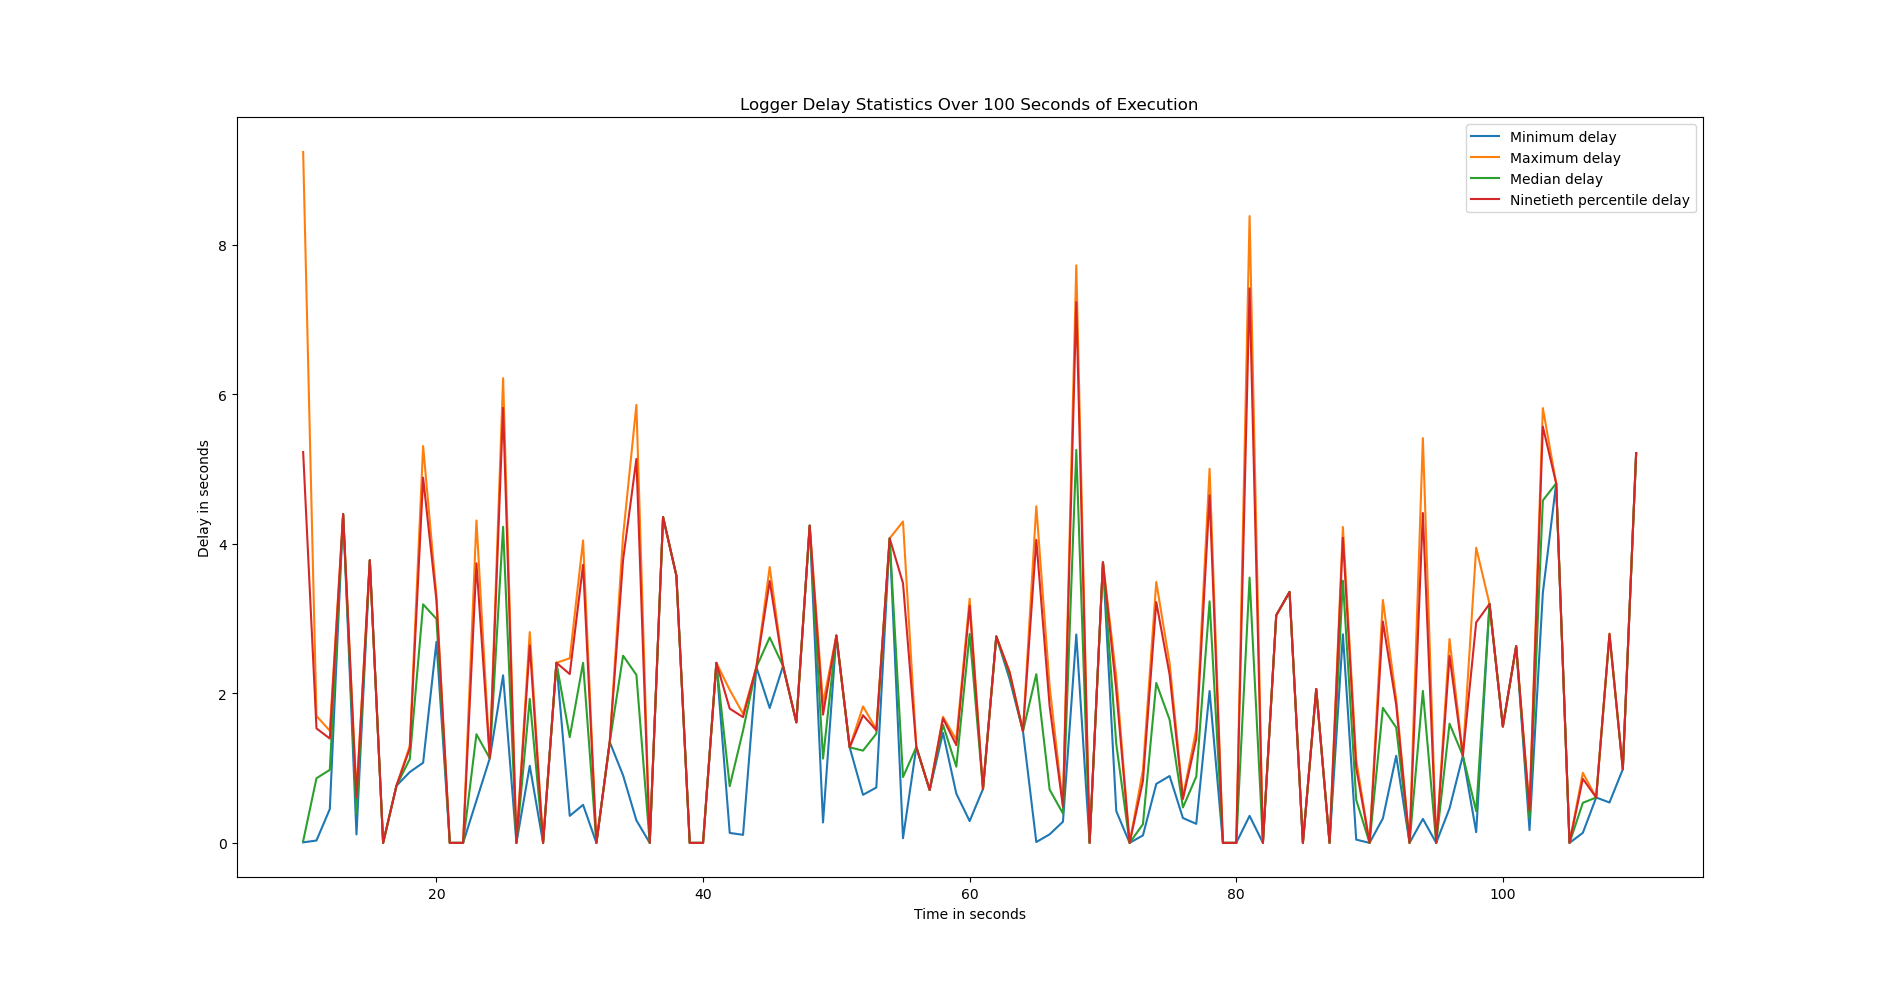 Logger Delay Statistics Over 100 Seconds of Execution
Minimum delay
Maximum delay
Median delay
Ninetieth percentile delay
8
6
4
2
0
Delay in seconds
20 40 60 80 100
Time in seconds